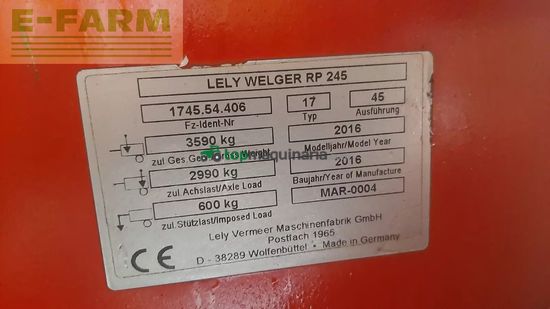 E-FARM
LELY WELGER RP 245
1745.54.406 17 45
Fz-Ident-Nr Typ Ausführung
3590 kg 2016
zul Ges Gew/Gross Weight Modelljahr/Model Year
topmaquinaria
2990 kg 2016
zul.Achslast/Axle Load Baujahr/Year of Manufacture
600 kg MAR-0004
zul.Stützlast/Imposed Load
Lely Vermeer Maschinenfabrik GmbH
Postfach 1965
D - 38289 Wolfenbüttel • Made in Germany
CE